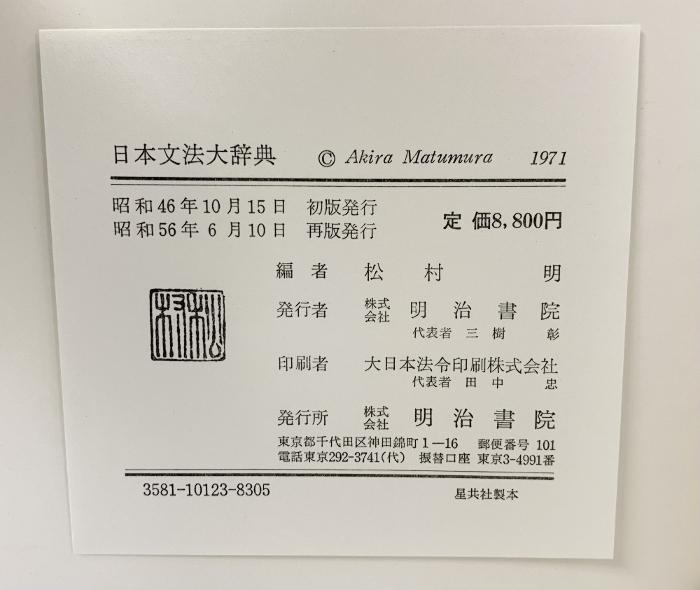 日本文法大辞典 © Akira Matumura 1971
昭和46年10月15日 初版発行
昭和56年6月10日 再版発行
定 価8,800円
編者 松村明
発行者 株式会社 明治書院
代表者 三樹彰
印刷者 大日本法令印刷株式会社
代表者 田中忠
発行所 株式会社 明治書院
東京都千代田区神田錦町1―16 郵便番号 101
電話東京292-3741(代) 振替口座 東京3-4991番
松村
3581-10123-8305
星共社製本